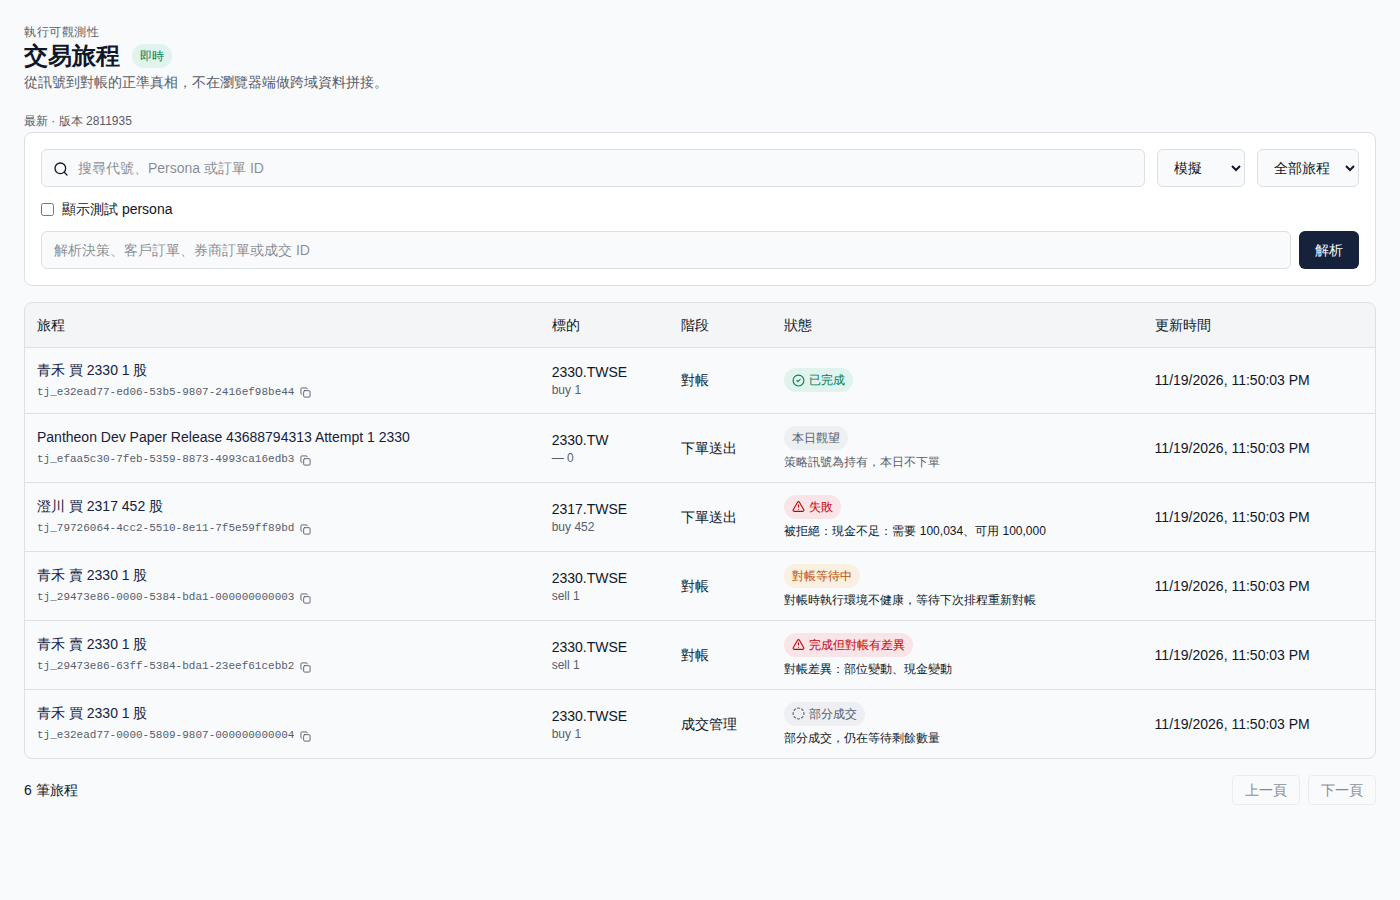 執行可觀測性
交易旅程 即時
從訊號到對帳的正準真相，不在瀏覽器端做跨域資料拼接。
最新 · 版本 2811935
搜尋代號、Persona 或訂單 ID 模擬 全部旅程
顯示測試 persona
解析決策、客戶訂單、券商訂單或成交 ID 解析
旅程 標的 階段 狀態 更新時間
青禾 買 2330 1 股
tj_e32ead77-ed06-53b5-9807-2416ef98be44
2330.TWSE
buy 1
對帳
已完成
11/19/2026, 11:50:03 PM
Pantheon Dev Paper Release 43688794313 Attempt 1 2330
tj_efaa5c30-7feb-5359-8873-4993ca16edb3
2330.TW
— 0
下單送出
本日觀望
策略訊號為持有，本日不下單
11/19/2026, 11:50:03 PM
澄川 買 2317 452 股
tj_79726064-4cc2-5510-8e11-7f5e59ff89bd
2317.TWSE
buy 452
下單送出
失敗
被拒絕：現金不足：需要 100,034、可用 100,000
11/19/2026, 11:50:03 PM
青禾 賣 2330 1 股
tj_29473e86-0000-5384-bda1-000000000003
2330.TWSE
sell 1
對帳
對帳等待中
對帳時執行環境不健康，等待下次排程重新對帳
11/19/2026, 11:50:03 PM
青禾 賣 2330 1 股
tj_29473e86-63ff-5384-bda1-23eef61cebb2
2330.TWSE
sell 1
對帳
完成但對帳有差異
對帳差異：部位變動、現金變動
11/19/2026, 11:50:03 PM
青禾 買 2330 1 股
tj_e32ead77-0000-5809-9807-000000000004
2330.TWSE
buy 1
成交管理
部分成交
部分成交，仍在等待剩餘數量
11/19/2026, 11:50:03 PM
6 筆旅程 上一頁 下一頁